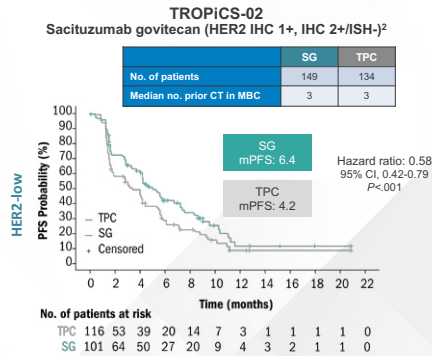 TROPiCS-02
Sacituzumab govitecan (HER2 IHC 1+, IHC 2+/ISH-)²
SG TPC
No. of patients 149 134
Median no. prior CT in MBC 3 3
HER2-low
PFS Probability (%)
100
90
80
70
60
50
40
30
20
10
0
TPC
SG
+ Censored
SG
mPFS: 6.4
TPC
mPFS: 4.2
Hazard ratio: 0.58
95% CI, 0.42-0.79
P<.001
0 2 4 6 8 10 12 14 16 18 20 22
Time (months)
No. of patients at risk
TPC 116 53 39 20 14 7 3 1 1 1 1 0
SG 101 64 50 27 20 9 4 3 2 1 1 0